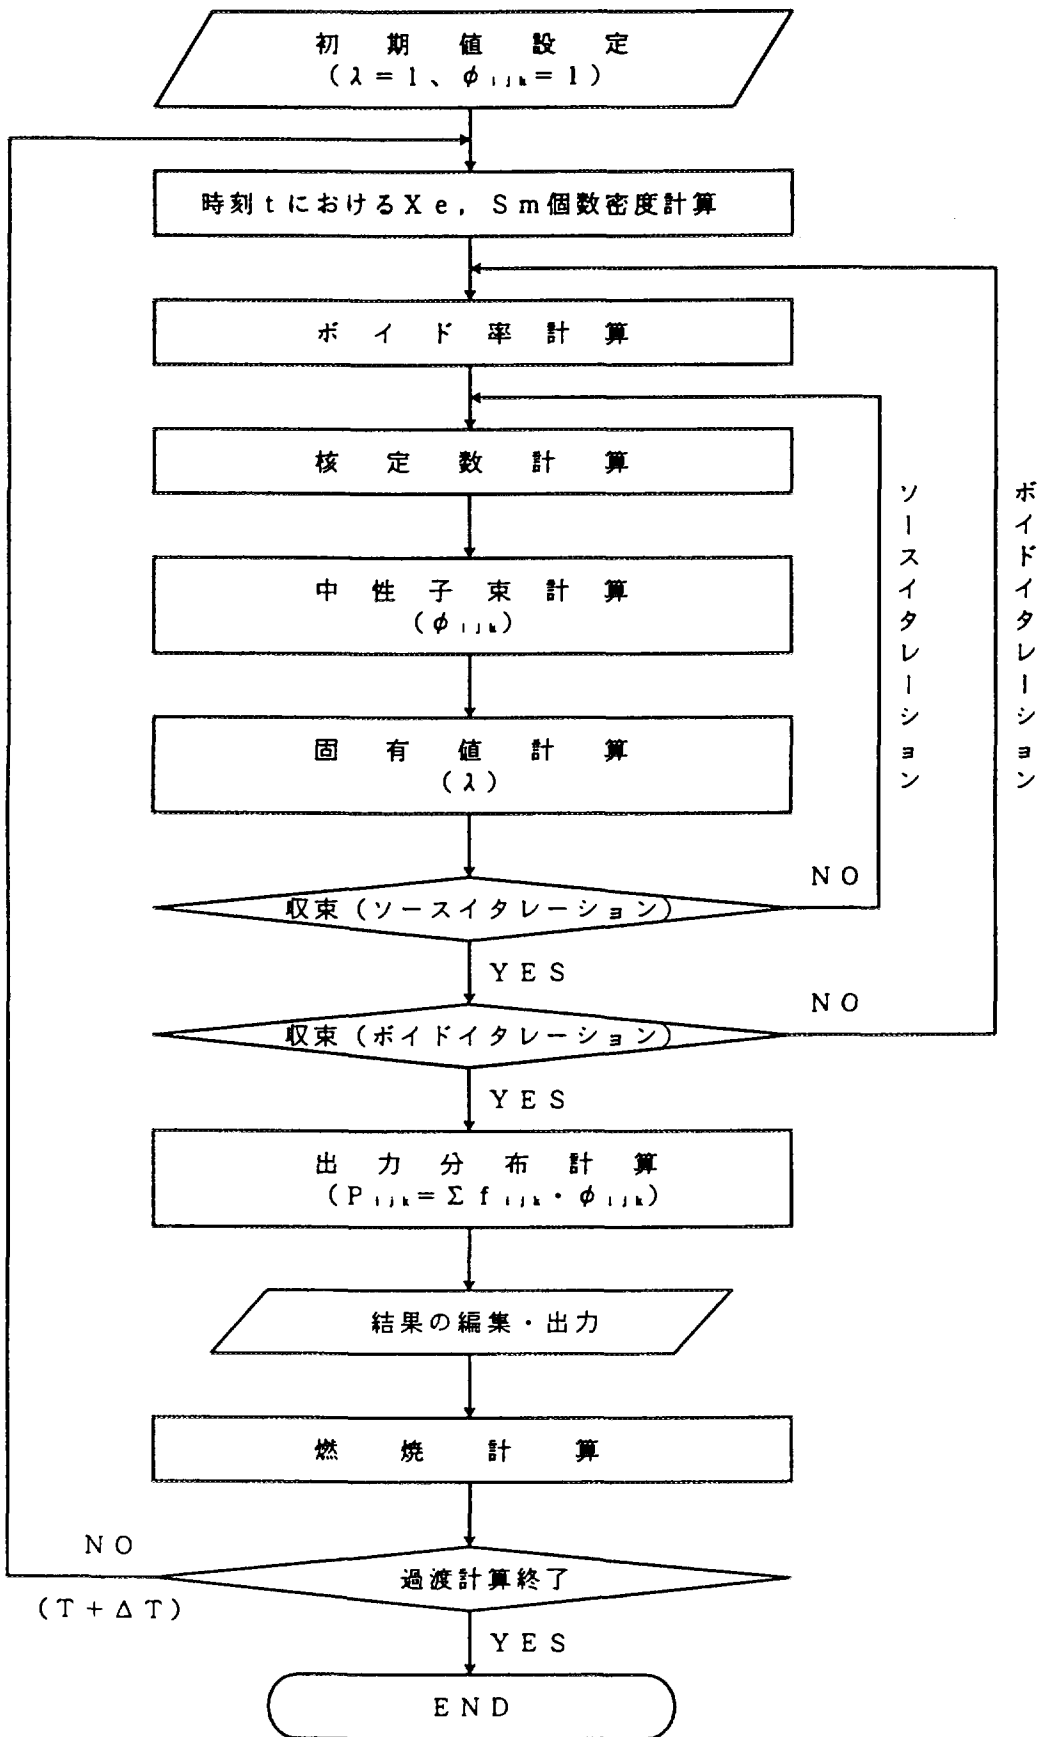 初期値設定
(λ=1、φijk=1)
時刻tにおけるXe，Sm個数密度計算
ボイド率計算
核定数計算
中性子束計算
(φijk)
固有値計算
(λ)
収束(ソースイタレーション)
NO
ソースイタレーション
YES
収束(ボイドイタレーション)
NO
ボイドイタレーション
YES
出力分布計算
(Pijk=Σfijk・φijk)
結果の編集・出力
燃焼計算
過渡計算終了
NO
(T+ΔT)
YES
END